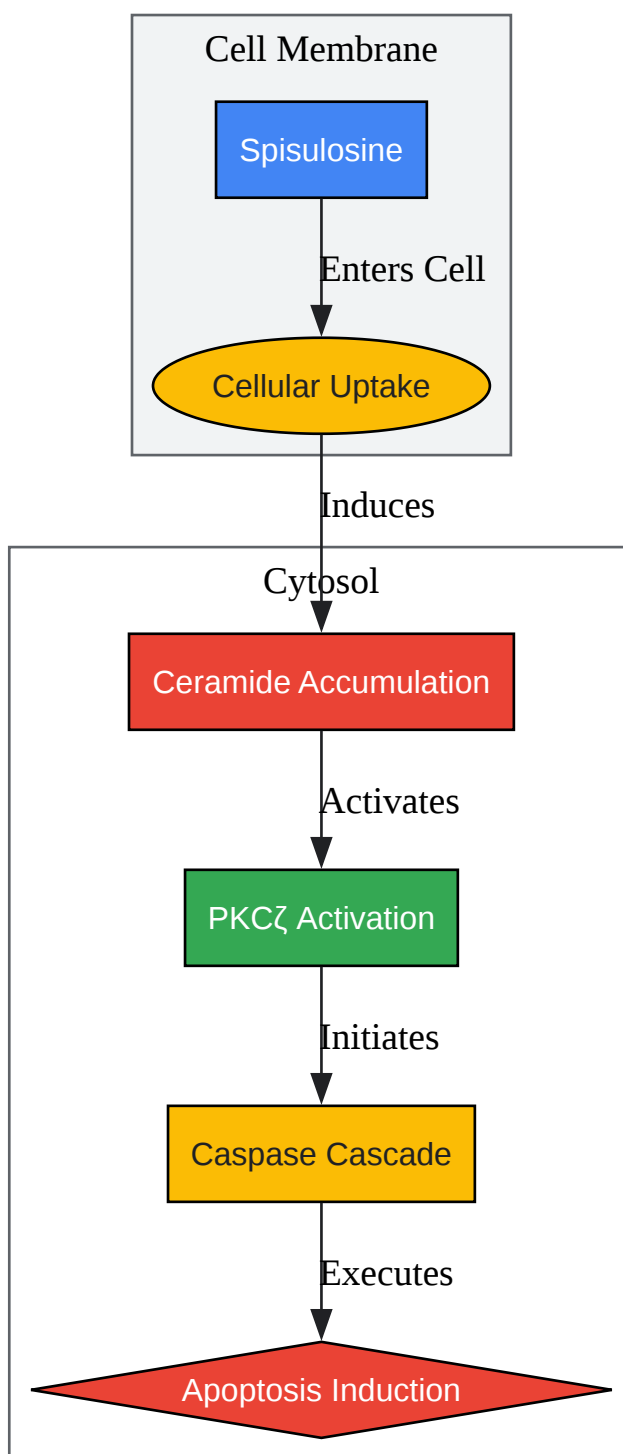 Cell Membrane
Spisulosine
Enters Cell
Cellular Uptake
Induces
Cytosol
Ceramide Accumulation
Activates
PKCζ Activation
Initiates
Caspase Cascade
Executes
Apoptosis Induction